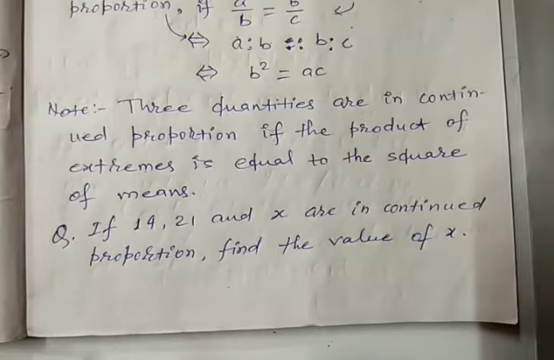 proportion, if a/b = b/c
⇔ a:b :: b:c
⇔ b² = ac
Note:- Three quantities are in contin-
ued proportion if the product of
extremes is equal to the square
of means.
Q. If 14, 21 and x are in continued
proportion, find the value of x.